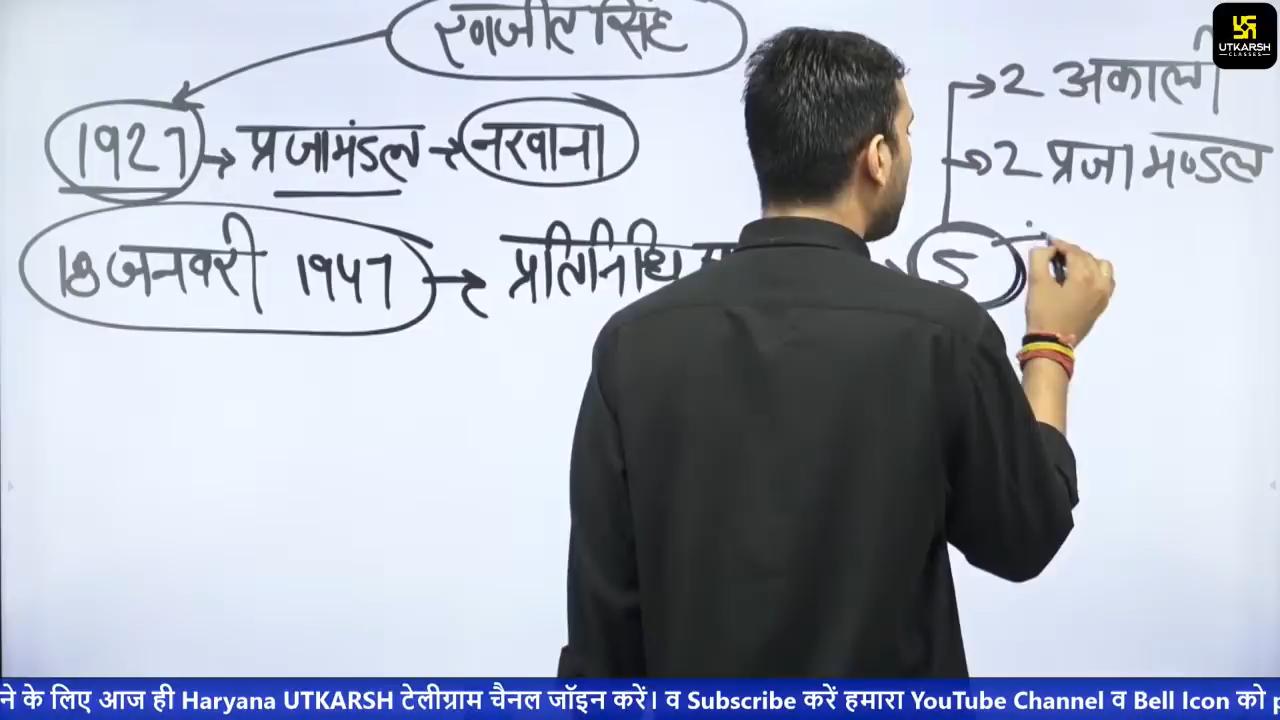 रणजीत सिंह
1927 → प्रजामंडल → नरवाना
18 जनवरी 1947 → प्रतिनिधि
5
→ 2 अकाली
→ 2 प्रजा मण्डल
UTKARSH
CLASSES
ने के लिए आज ही Haryana UTKARSH टेलीग्राम चैनल जॉइन करें। व Subscribe करें हमारा YouTube Channel व Bell Icon को